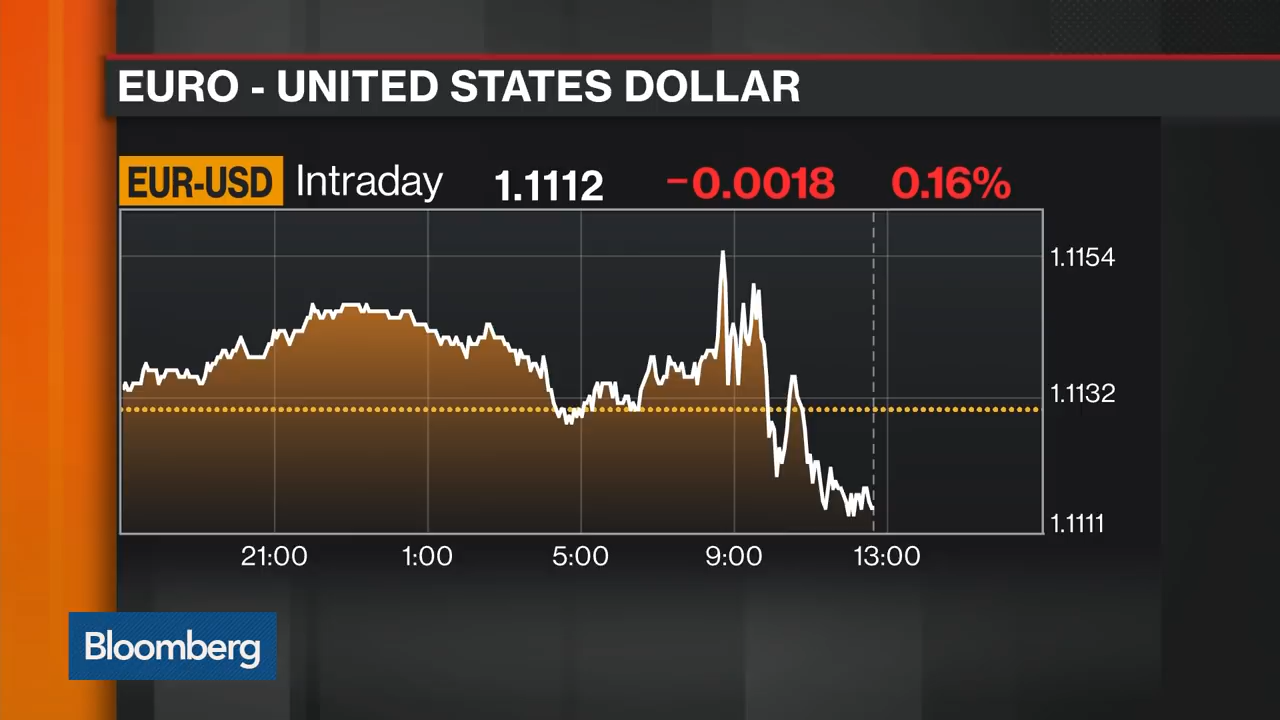 EURO - UNITED STATES DOLLAR
EUR-USD Intraday 1.1112 -0.0018 0.16%
1.1154
1.1132
1.1111
21:00 1:00 5:00 9:00 13:00
Bloomberg